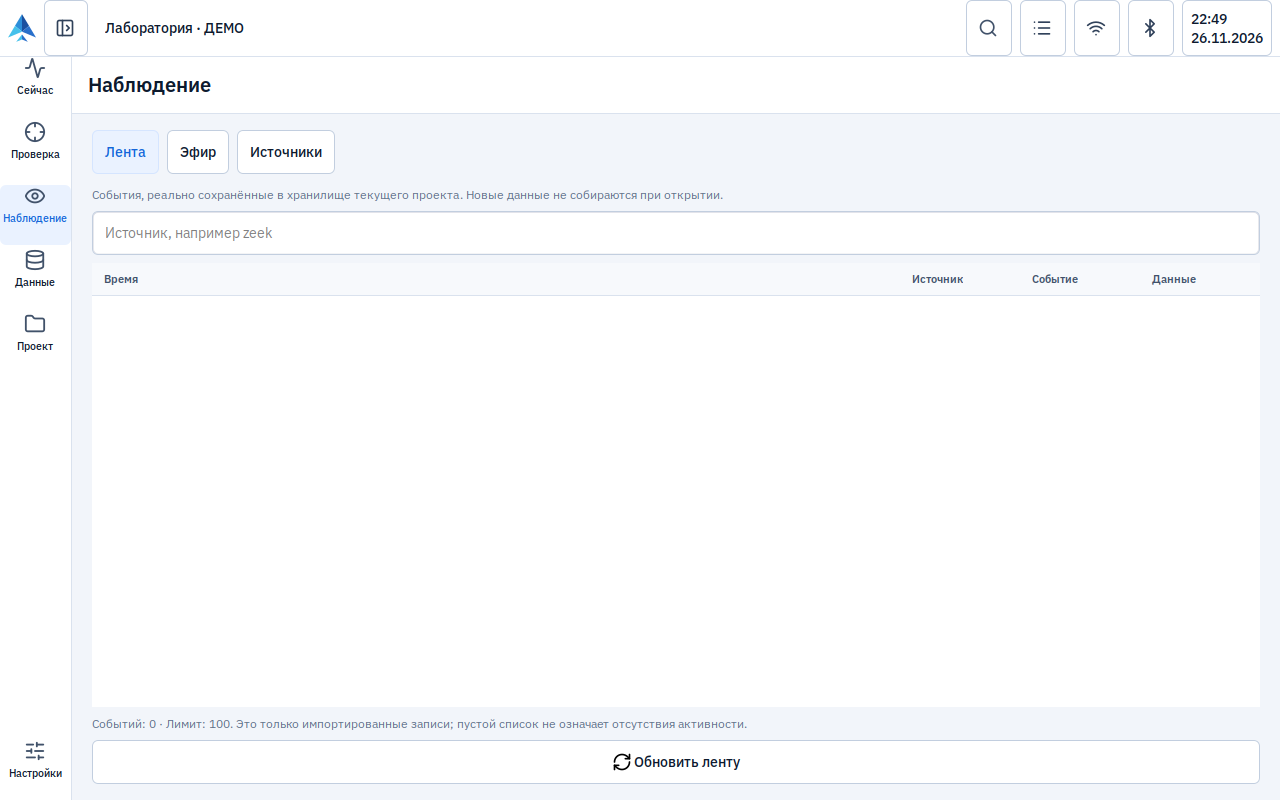 Лаборатория · ДЕМО
22:49
26.11.2026
Сейчас
Проверка
Наблюдение
Данные
Проект
Настройки
Наблюдение
Лента
Эфир
Источники
События, реально сохранённые в хранилище текущего проекта. Новые данные не собираются при открытии.
Источник, например zeek
Время
Источник
Событие
Данные
Событий: 0 · Лимит: 100. Это только импортированные записи; пустой список не означает отсутствия активности.
Обновить ленту